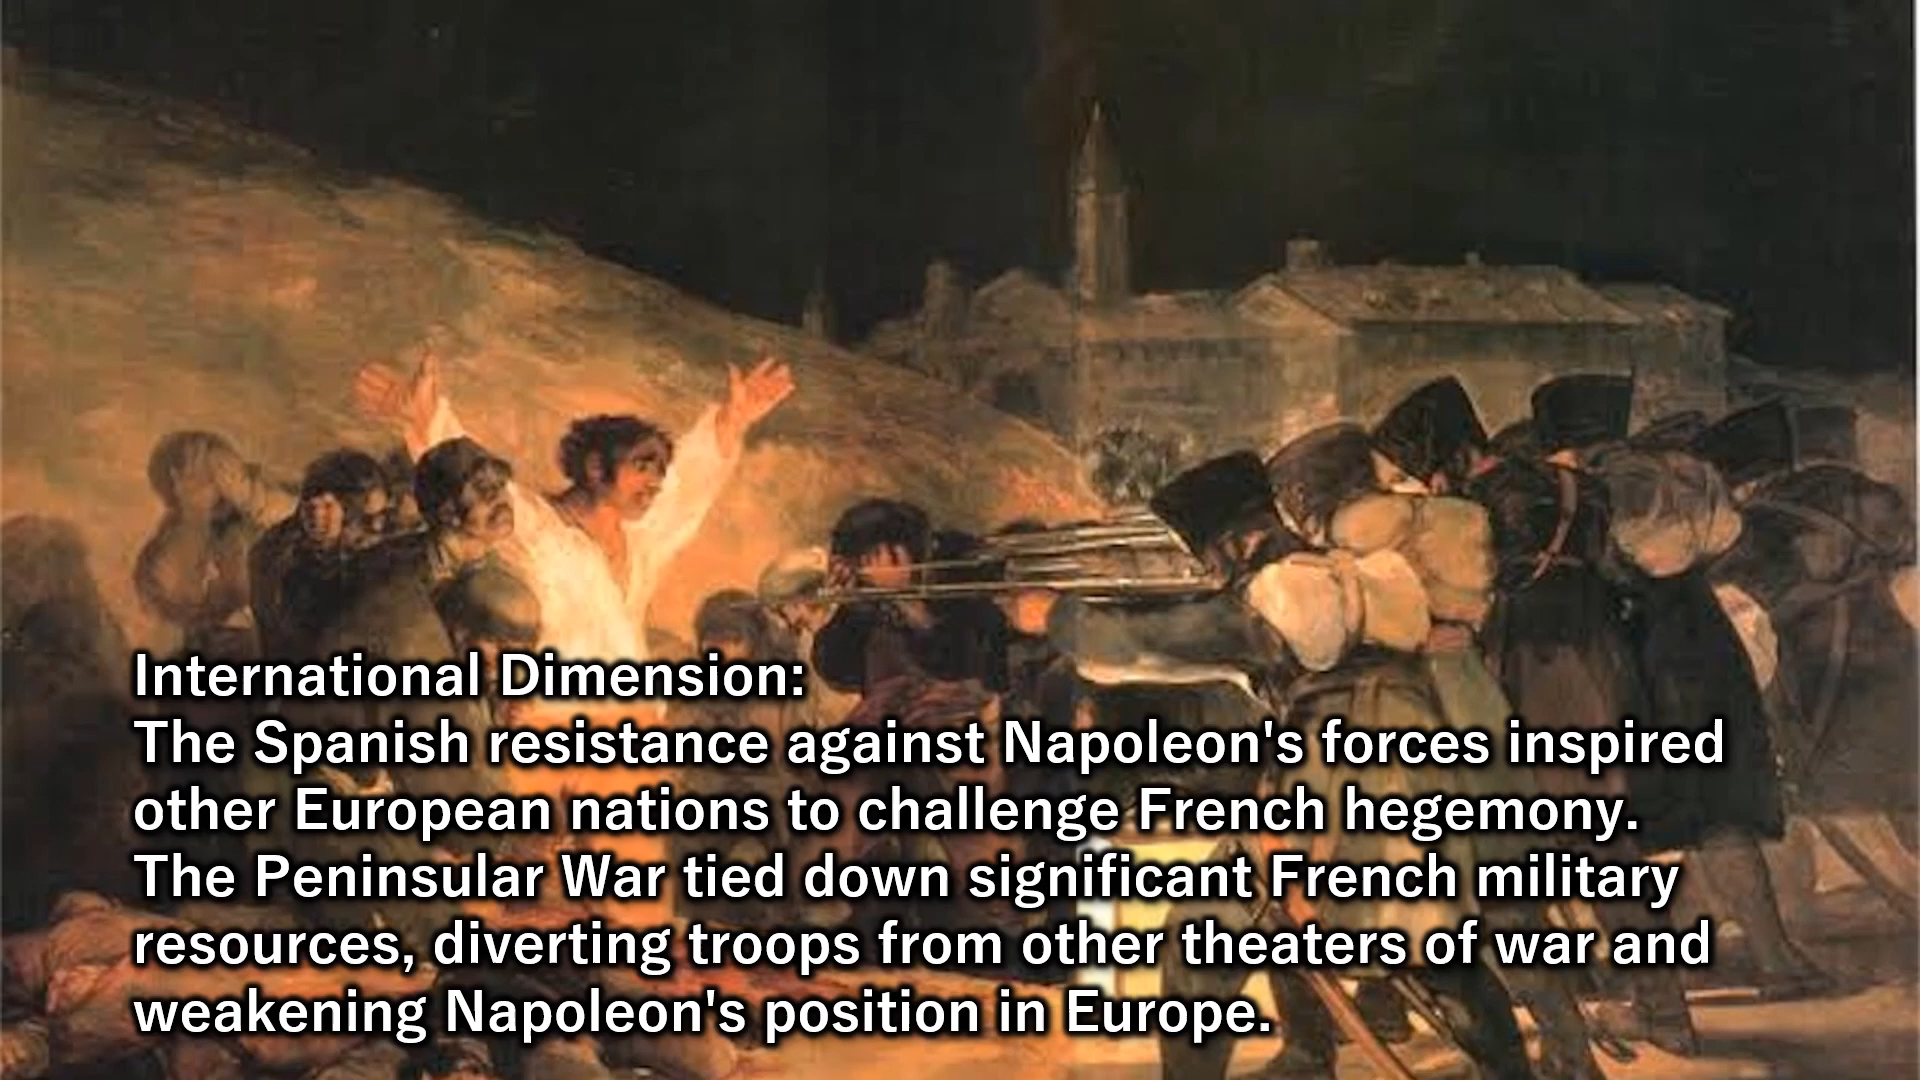 International Dimension:
The Spanish resistance against Napoleon's forces inspired
other European nations to challenge French hegemony.
The Peninsular War tied down significant French military
resources, diverting troops from other theaters of war and
weakening Napoleon's position in Europe.